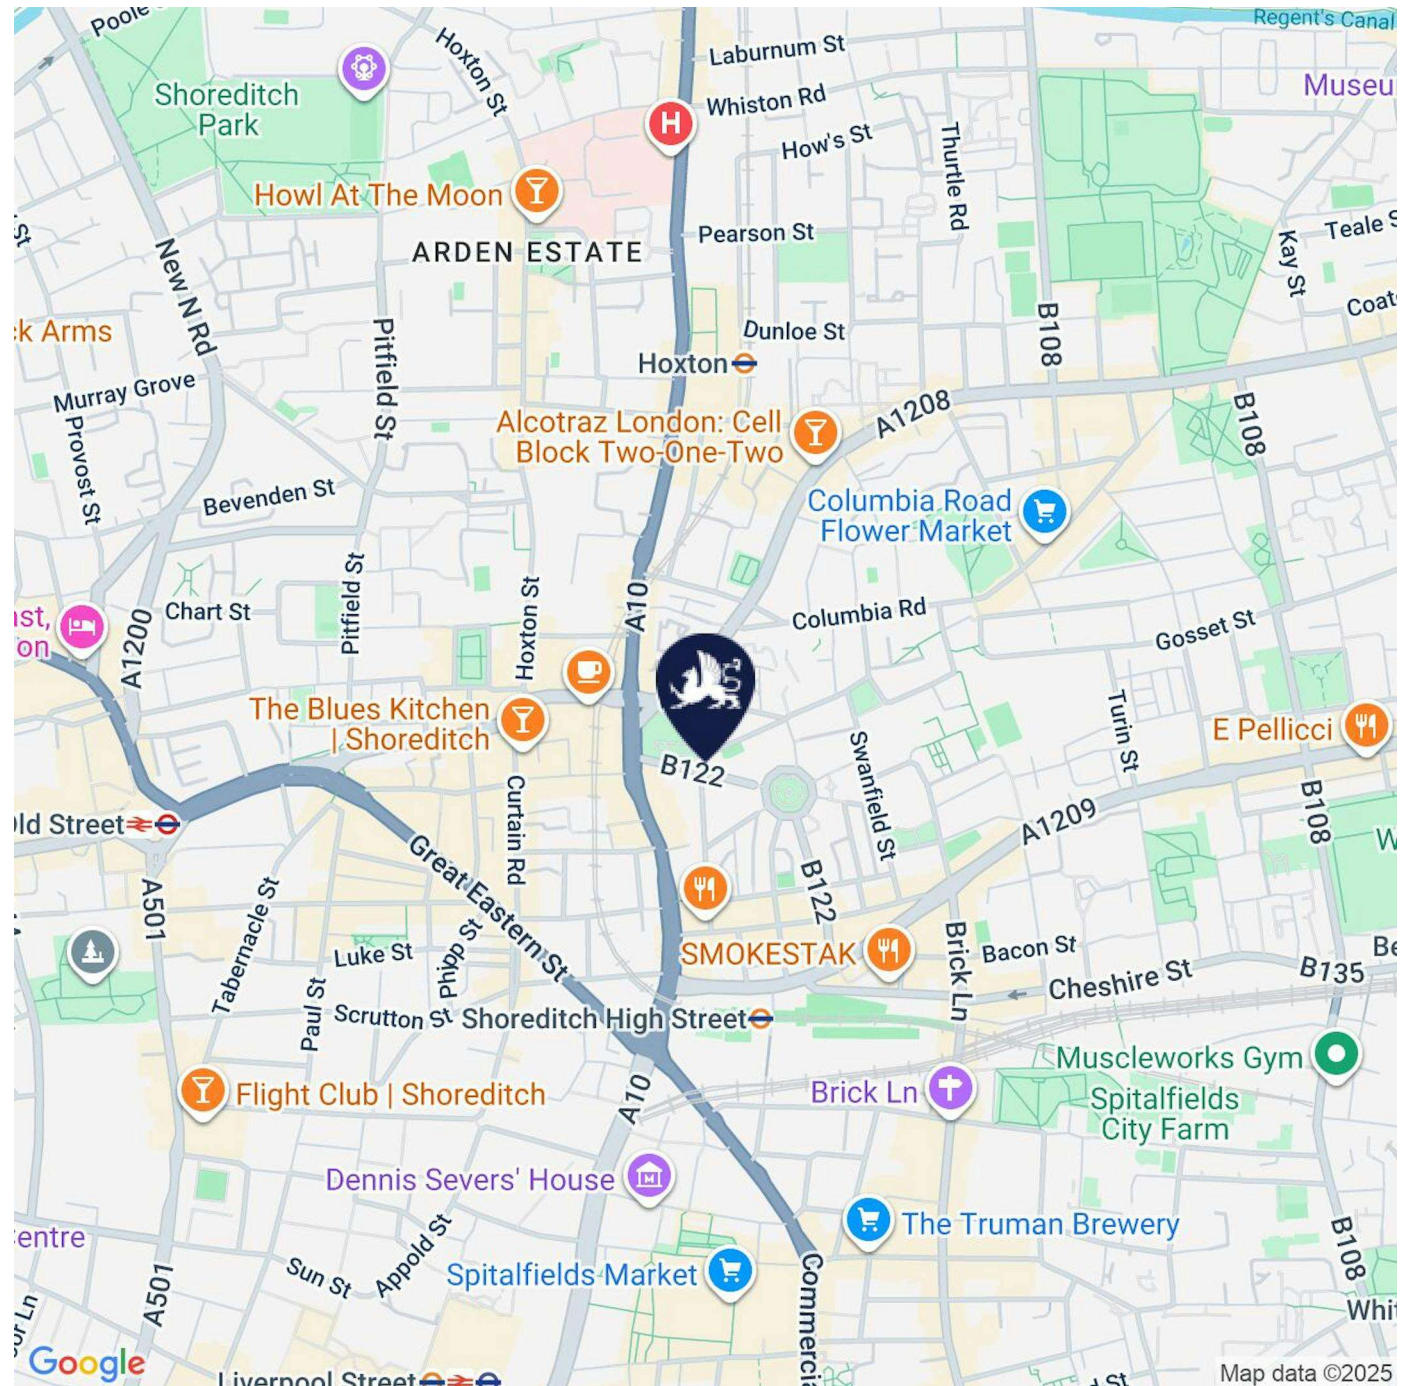 Poole
Regent's Canal
Hoxton St
Laburnum St
Shoreditch
Park
Whiston Rd
H
How's St
Thurtle Rd
Howl At The Moon
ARDEN ESTATE
Pearson St
Kay St
Teale S
St
New N Rd
Coat
ck Arms
Pitfield St
Dunloe St
B108
Hoxton
Murray Grove
A1208
B108
Provost St
Alcotraz London: Cell
Block Two-One-Two
Bevenden St
Columbia Road
Flower Market
Pitfield St
Hoxton St
A10
Chart St
Columbia Rd
Gosset St
A1200
on
The Blues Kitchen
| Shoreditch
Turin St
E Pellicci
Swanfield St
B122
Curtain Rd
B108
Old Street
A1209
Great Eastern St
B122
A501
Tabernacle St
Luke St
Phipp St
SMOKESTAK
Brick Ln
Bacon St
Be
B135
Cheshire St
Paul St
Scrutton St
Shoreditch High Street
Muscleworks Gym
Flight Club | Shoreditch
A10
Brick Ln
Spitalfields
City Farm
Dennis Severs' House
The Truman Brewery
entre
Appold St
B108
Sun St
Spitalfields Market
A501
Commercia
Whit
or Ln
Google
Liverpool Street
Map data ©2025